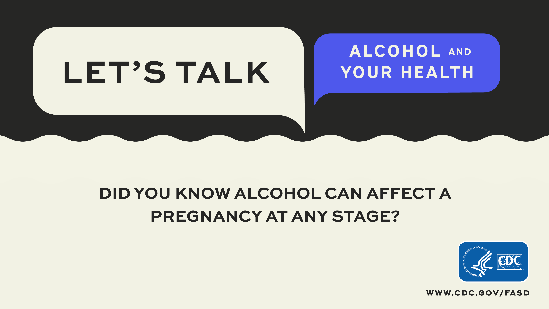 LET'S TALK
ALCOHOL AND
YOUR HEALTH
DID YOU KNOW ALCOHOL CAN AFFECT A
PREGNANCY AT ANY STAGE?
CDC
WWW.CDC.GOV/FASD